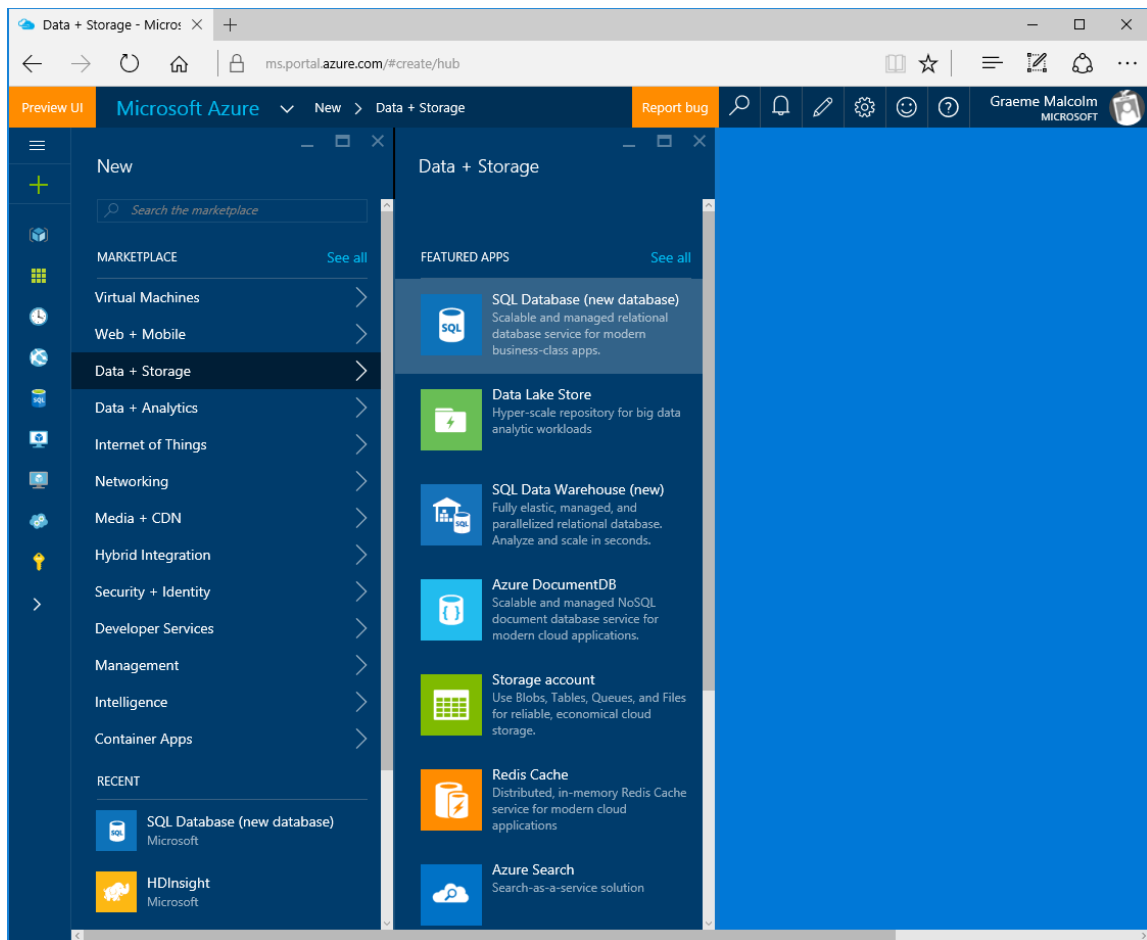 Data + Storage - Micros
ms.portal.azure.com/#create/hub
Preview UI
Microsoft Azure
New > Data + Storage
Report bug
Graeme Malcolm
MICROSOFT
New
Search the marketplace
MARKETPLACE
See all
Virtual Machines
Web + Mobile
Data + Storage
Data + Analytics
Internet of Things
Networking
Media + CDN
Hybrid Integration
Security + Identity
Developer Services
Management
Intelligence
Container Apps
RECENT
SQL
SQL Database (new database)
Microsoft
HDInsight
Microsoft
Data + Storage
FEATURED APPS
See all
SQL
SQL Database (new database)
Scalable and managed relational
database service for modern
business-class apps.
Data Lake Store
Hyper-scale repository for big data
analytic workloads
SQL
SQL Data Warehouse (new)
Fully elastic, managed, and
parallelized relational database.
Analyze and scale in seconds.
Azure DocumentDB
Scalable and managed NoSQL
document database service for
modern cloud applications.
Storage account
Use Blobs, Tables, Queues, and Files
for reliable, economical cloud
storage.
Redis Cache
Distributed, in-memory Redis Cache
service for modern cloud
applications
Azure Search
Search-as-a-service solution